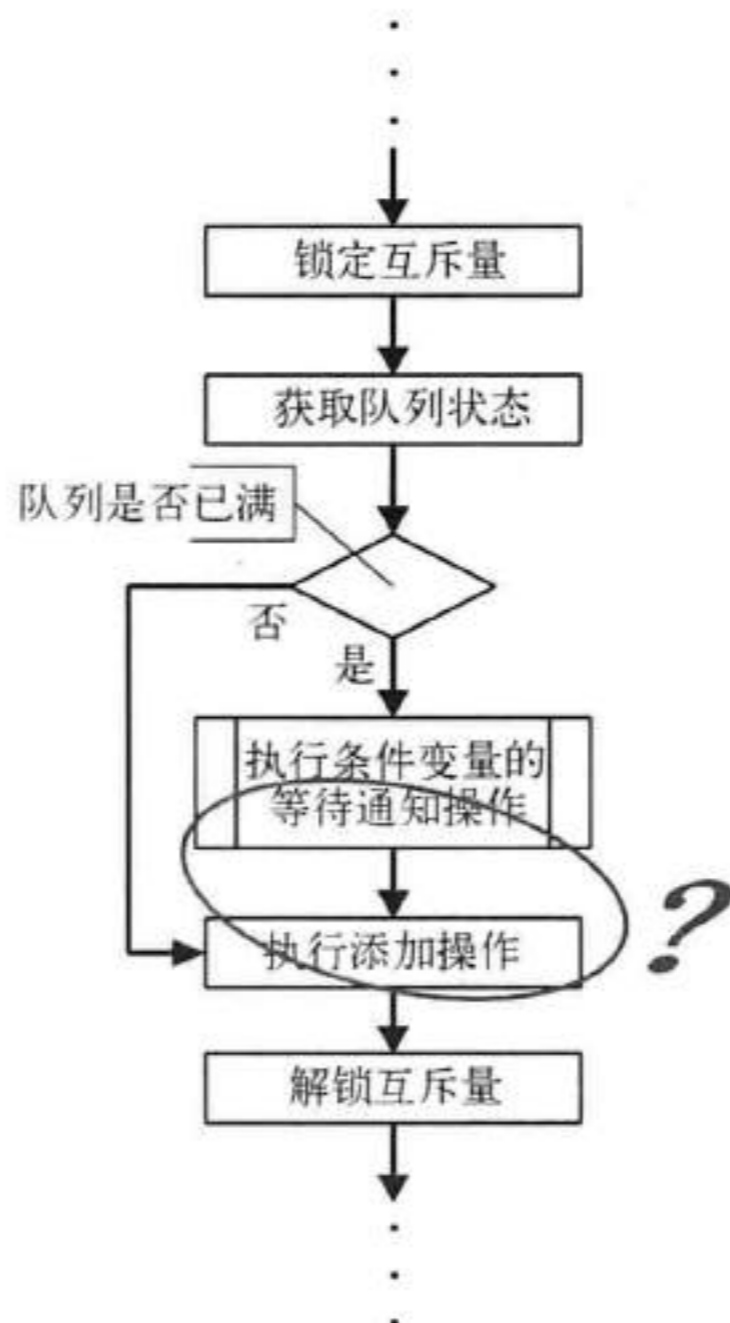 锁定互斥量
获取队列状态
队列是否已满
否
是
执行条件变量的
等待通知操作
执行添加操作
?
解锁互斥量